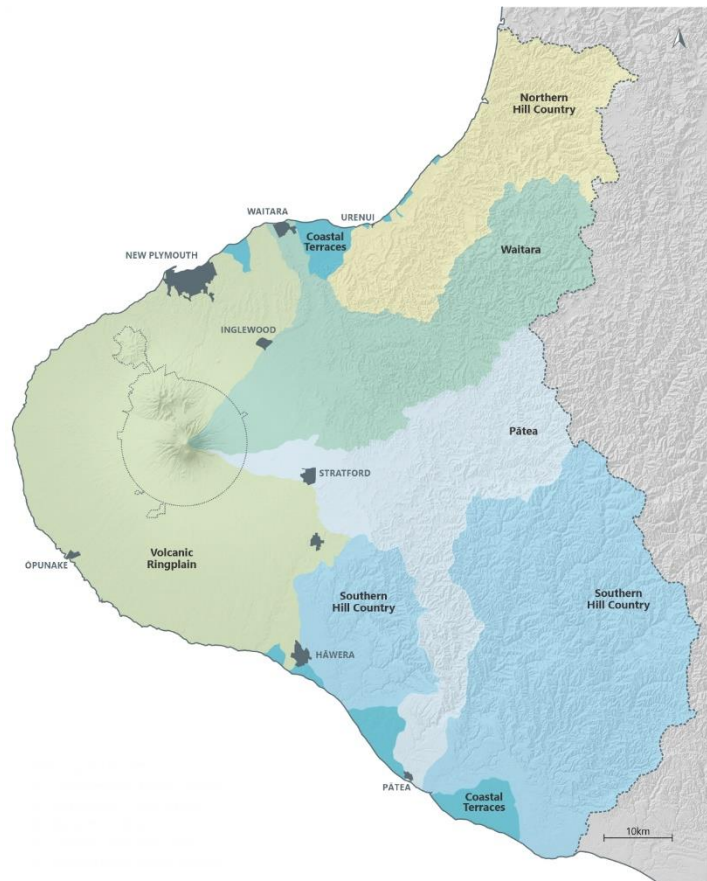 Northern
Hill Country
WAITARA
URENUI
Coastal
Terraces
Waitara
NEW PLYMOUTH
INGLEWOOD
Pātea
STRATFORD
Volcanic
Ringplain
ŌPUNAKE
Southern
Hill Country
Southern
Hill Country
HĀWERA
PĀTEA
Coastal
Terraces
10km